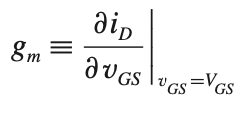 g_m ≡ ∂i_D / ∂v_GS |_{v_GS = V_GS}